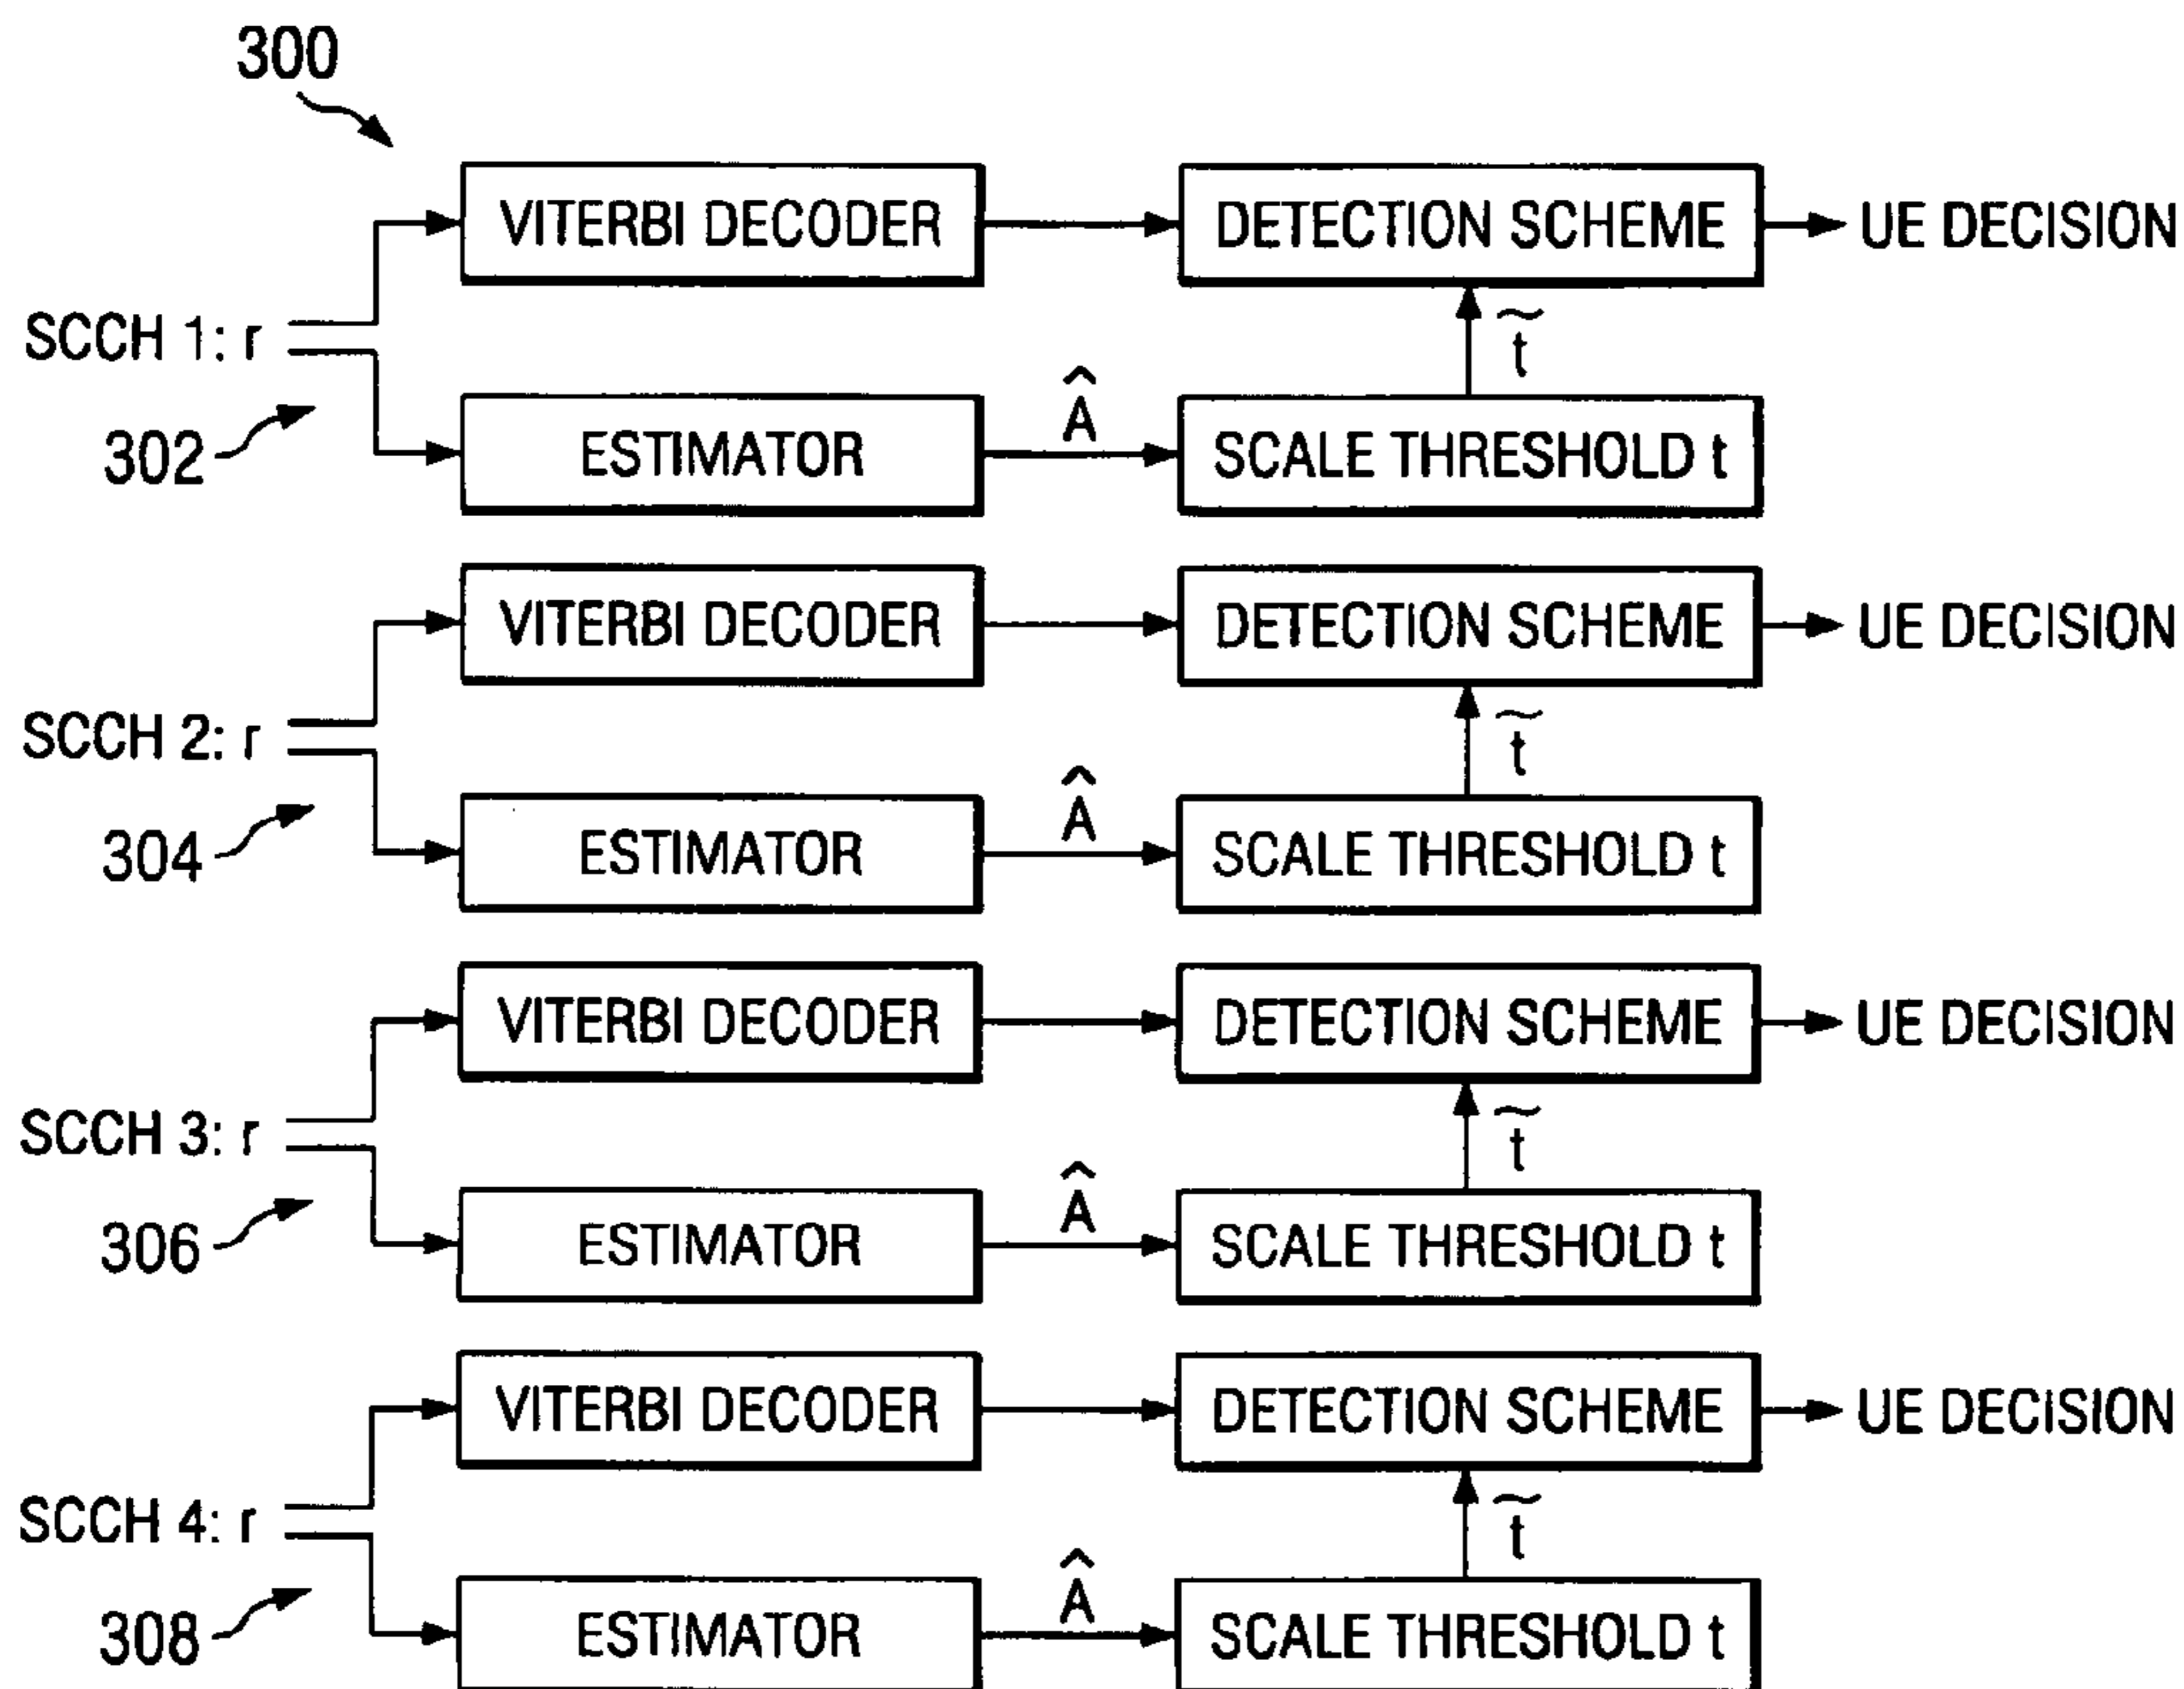 300
VITERBI DECODER
DETECTION SCHEME
UE DECISION
SCCH 1: r
t̃
302
ESTIMATOR
Â
SCALE THRESHOLD t
VITERBI DECODER
DETECTION SCHEME
UE DECISION
SCCH 2: r
t̃
304
ESTIMATOR
Â
SCALE THRESHOLD t
VITERBI DECODER
DETECTION SCHEME
UE DECISION
SCCH 3: r
t̃
306
ESTIMATOR
Â
SCALE THRESHOLD t
VITERBI DECODER
DETECTION SCHEME
UE DECISION
SCCH 4: r
t̃
308
ESTIMATOR
Â
SCALE THRESHOLD t